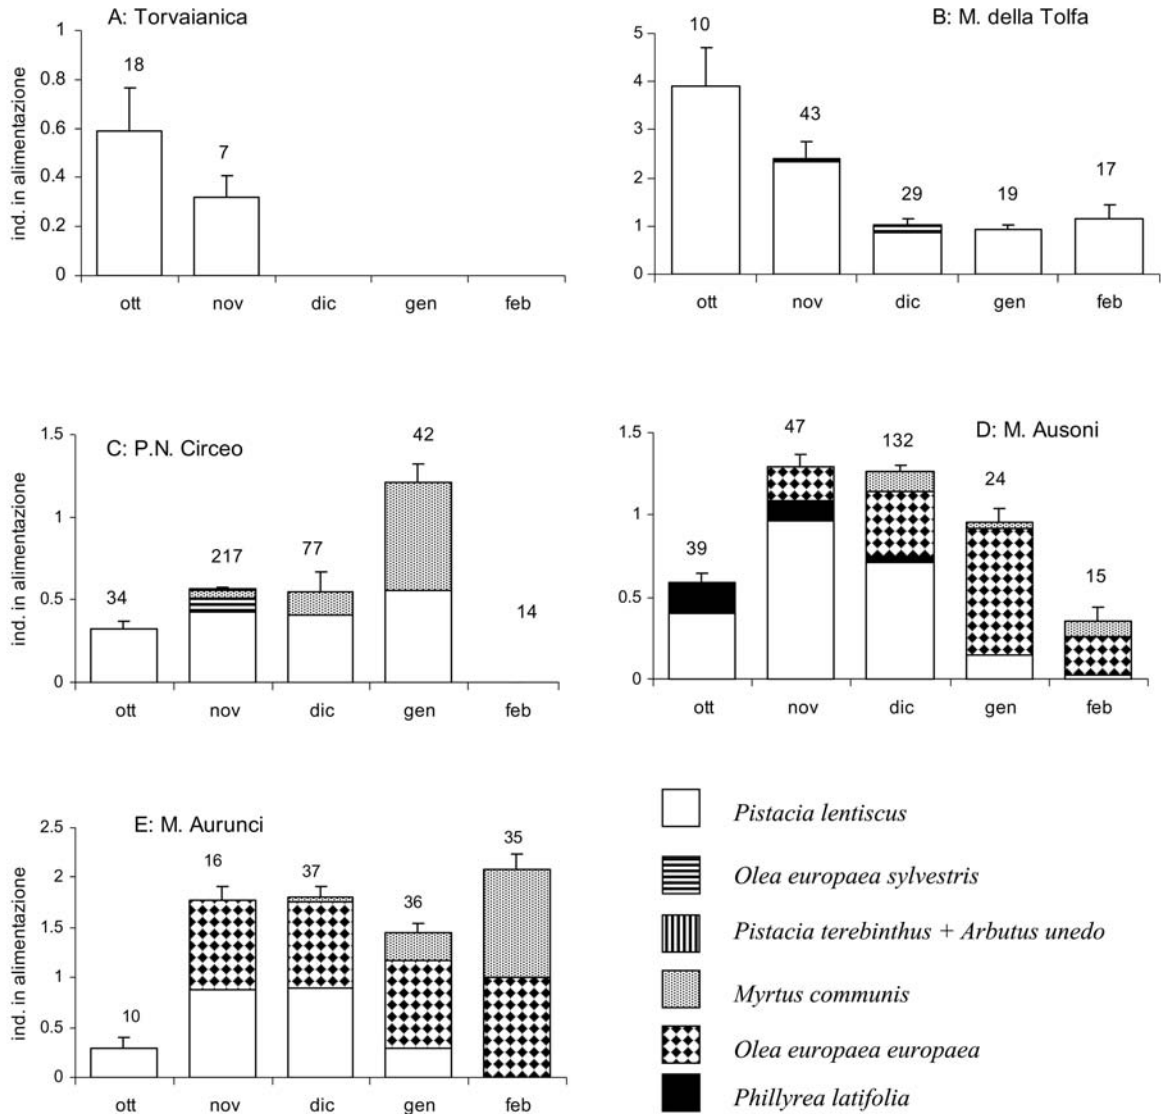 A: Torvaianica
ind. in alimentazione
1
0.8
0.6
0.4
0.2
0
18
7
ott nov dic gen feb
B: M. della Tolfa
5
4
3
2
1
0
10
43
29
19
17
ott nov dic gen feb
C: P.N. Circeo
ind. in alimentazione
1.5
1
0.5
0
34
217
77
42
14
ott nov dic gen feb
D: M. Ausoni
1.5
1
0.5
0
39
47
132
24
15
ott nov dic gen feb
E: M. Aurunci
ind. in alimentazione
2.5
2
1.5
1
0.5
0
10
16
37
36
35
ott nov dic gen feb
Pistacia lentiscus
Olea europaea sylvestris
Pistacia terebinthus + Arbutus unedo
Myrtus communis
Olea europaea europaea
Phillyrea latifolia